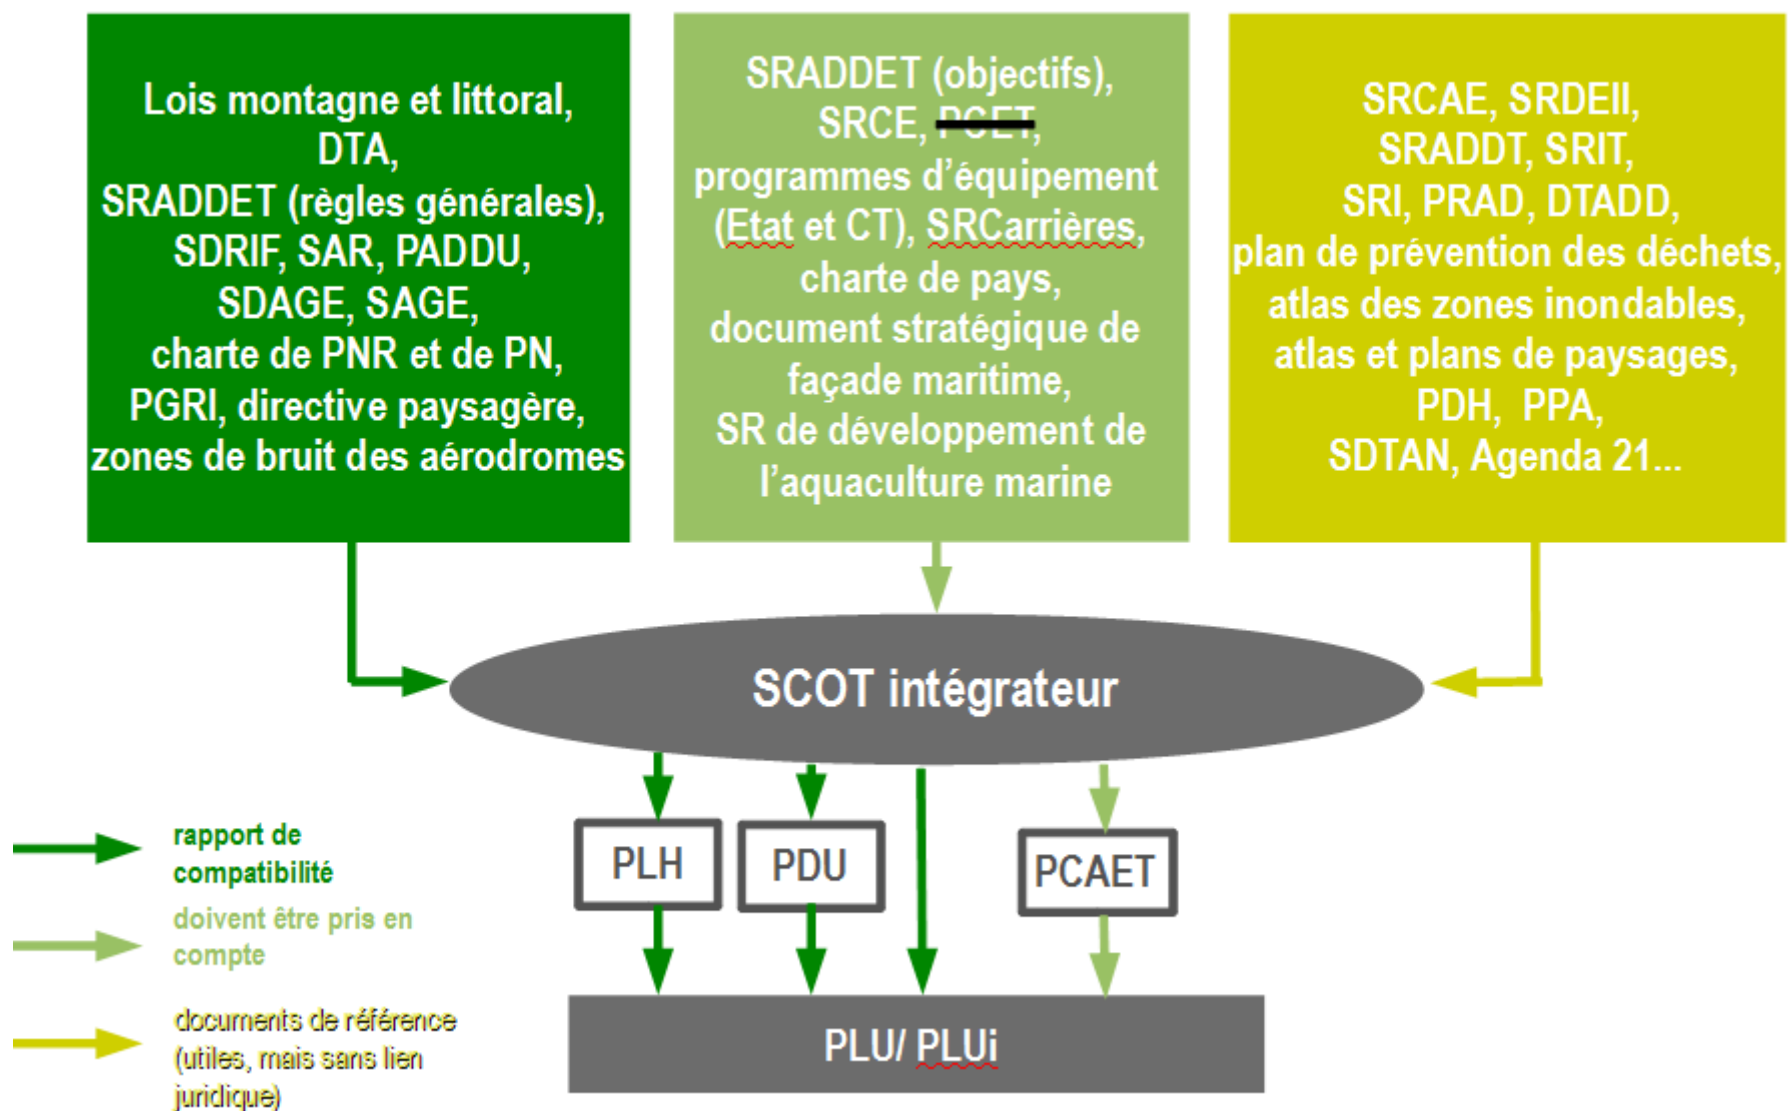 Lois montagne et littoral,
DTA,
SRADDET (règles générales),
SDRIF, SAR, PADDU,
SDAGE, SAGE,
charte de PNR et de PN,
PGRI, directive paysagère,
zones de bruit des aérodromes
SRADDET (objectifs),
SRCE, PCET,
programmes d’équipement
(Etat et CT), SRCarrières,
charte de pays,
document stratégique de
façade maritime,
SR de développement de
l’aquaculture marine
SRCAE, SRDEII,
SRADDT, SRIT,
SRI, PRAD, DTADD,
plan de prévention des déchets,
atlas des zones inondables,
atlas et plans de paysages,
PDH, PPA,
SDTAN, Agenda 21...
SCOT intégrateur
PLH
PDU
PCAET
PLU/ PLUi
rapport de
compatibilité
doivent être pris en
compte
documents de référence
(utiles, mais sans lien
juridique)